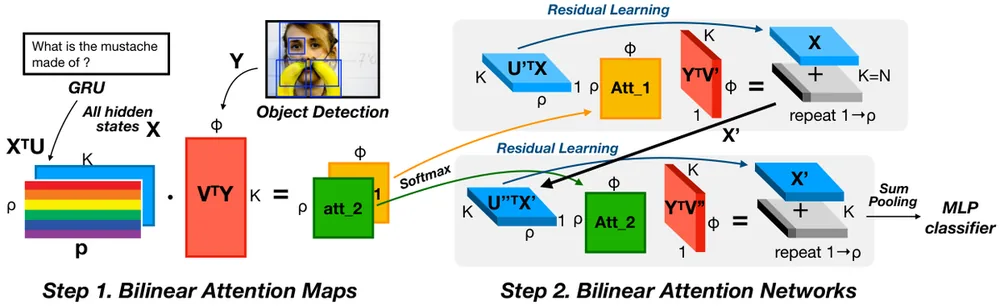 What is the mustache
made of ?
GRU
All hidden
states
X
XᵀU
K
ρ
p
·
Y
Object Detection
Φ
VᵀY
K
=
Φ
ρ
1
att_2
Softmax
Step 1. Bilinear Attention Maps
Residual Learning
K
U’ᵀX
ρ
1
Φ
ρ
Att_1
K
YᵀV’
Φ
1
=
X
+
K=N
repeat 1→ρ
X’
Residual Learning
K
U’’ᵀX’
ρ
1
Φ
ρ
Att_2
K
YᵀV’’
Φ
1
=
X’
+
K
repeat 1→ρ
Sum
Pooling
MLP
classifier
Step 2. Bilinear Attention Networks